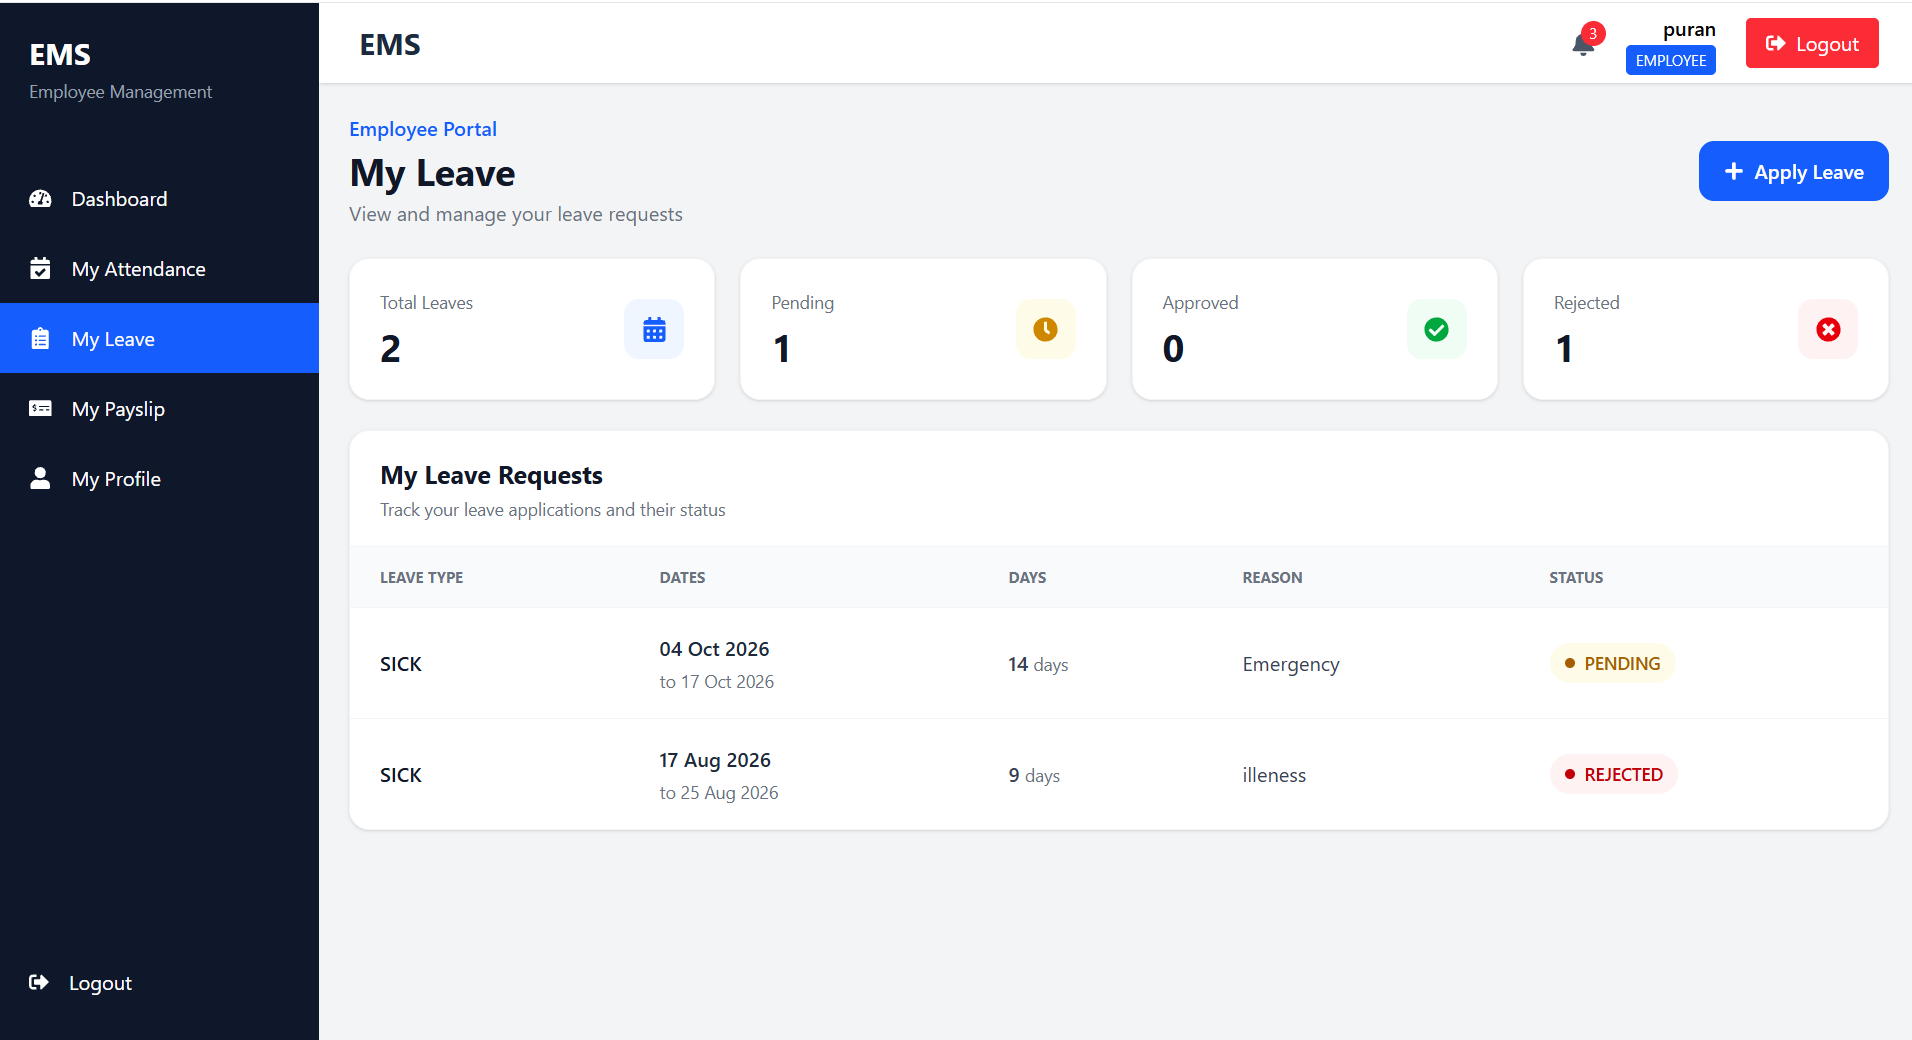 EMS
Employee Management
Dashboard
My Attendance
My Leave
My Payslip
My Profile
Logout
EMS
3
puran
EMPLOYEE
Logout
Employee Portal
My Leave
View and manage your leave requests
Apply Leave
Total Leaves
2
Pending
1
Approved
0
Rejected
1
My Leave Requests
Track your leave applications and their status
LEAVE TYPE DATES DAYS REASON STATUS
SICK 04 Oct 2026 14 days Emergency PENDING
to 17 Oct 2026
SICK 17 Aug 2026 9 days illeness REJECTED
to 25 Aug 2026